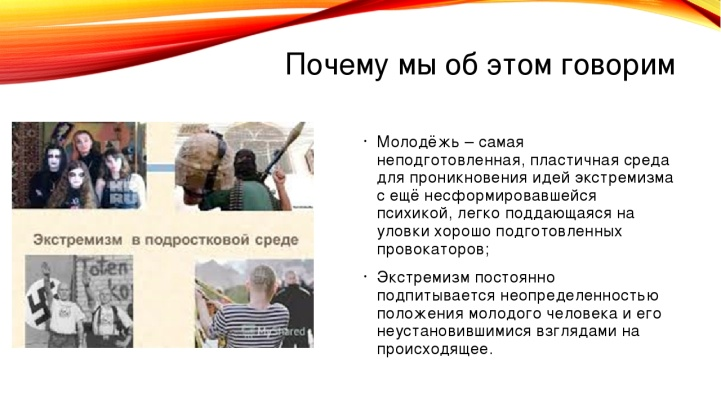 Почему мы об этом говорим
Экстремизм в подростковой среде
Toten
MyShared
· Молодёжь – самая
неподготовленная, пластичная среда
для проникновения идей экстремизма
с ещё несформировавшейся
психикой, легко поддающаяся на
уловки хорошо подготовленных
провокаторов;
· Экстремизм постоянно
подпитывается неопределенностью
положения молодого человека и его
неустановившимися взглядами на
происходящее.